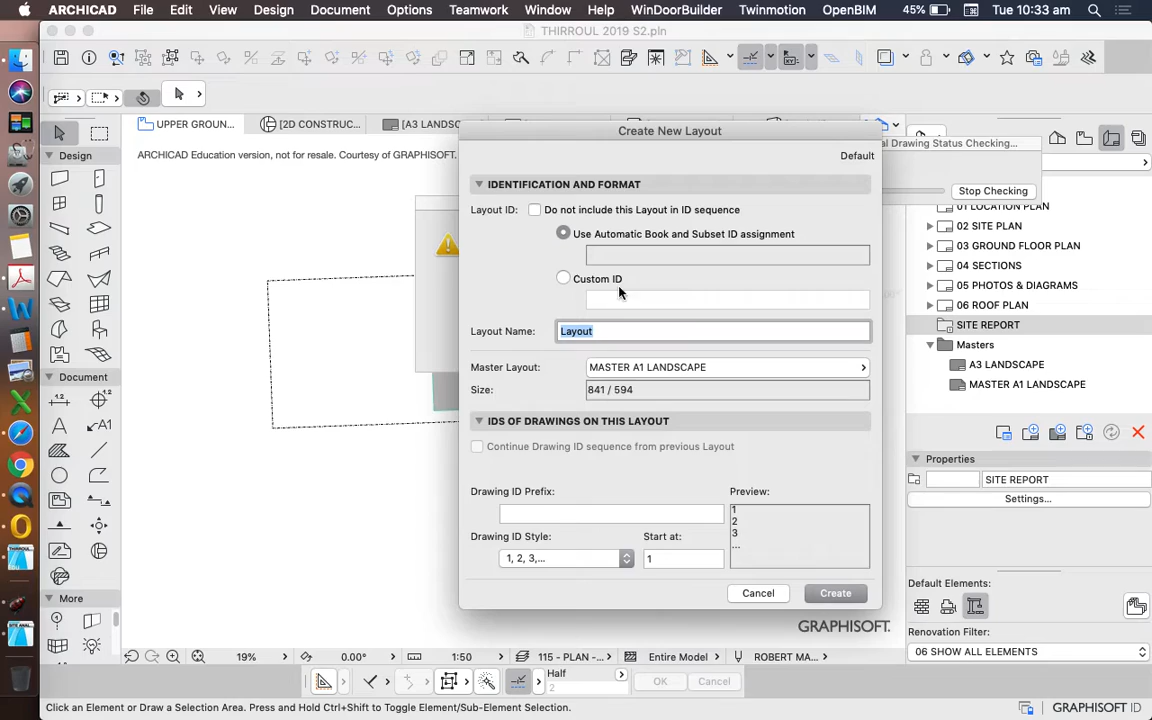 ARCHICAD File Edit View Design Document Options Teamwork Window Help WinDoorBuilder Twinmotion OpenBIM 45% Tue 10:33 am
THIRROUL 2019 S2.pln
UPPER GROUN... [2D CONSTRUC... [A3 LANDSC
Create New Layout
ARCHICAD Education version, not for resale. Courtesy of GRAPHISOFT.
Default
al Drawing Status Checking...
Stop Checking
Design
Document
More
IDENTIFICATION AND FORMAT
Layout ID: Do not include this Layout in ID sequence
Use Automatic Book and Subset ID assignment
Custom ID
Layout Name: Layout
Master Layout: MASTER A1 LANDSCAPE
Size: 841 / 594
IDS OF DRAWINGS ON THIS LAYOUT
Continue Drawing ID sequence from previous Layout
Drawing ID Prefix: Preview:
1
2
3
...
Drawing ID Style: Start at:
1, 2, 3,... 1
Cancel Create
GRAPHISOFT.
01 LOCATION PLAN
02 SITE PLAN
03 GROUND FLOOR PLAN
04 SECTIONS
05 PHOTOS & DIAGRAMS
06 ROOF PLAN
SITE REPORT
Masters
A3 LANDSCAPE
MASTER A1 LANDSCAPE
Properties
SITE REPORT
Settings...
Default Elements:
Renovation Filter:
06 SHOW ALL ELEMENTS
19% 0.00° 1:50 115 - PLAN -... Entire Model ROBERT MA...
Half
2
OK Cancel
Click an Element or Draw a Selection Area. Press and Hold Ctrl+Shift to Toggle Element/Sub-Element Selection.
GRAPHISOFT ID